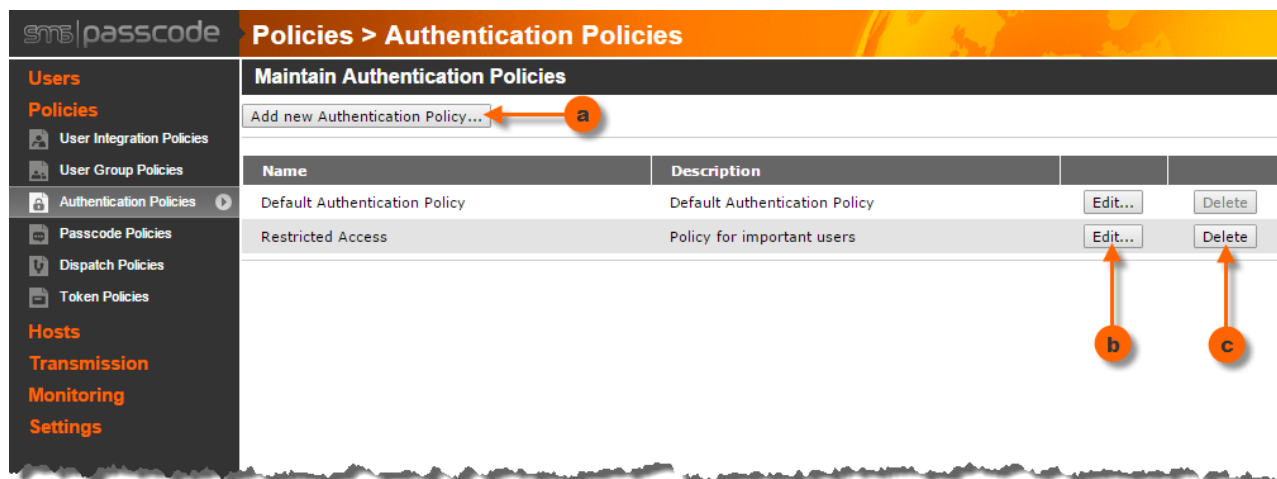 sms|passcode
Policies > Authentication Policies
Users
Policies
User Integration Policies
User Group Policies
Authentication Policies
Passcode Policies
Dispatch Policies
Token Policies
Hosts
Transmission
Monitoring
Settings
Maintain Authentication Policies
Add new Authentication Policy...
a
Name Description
Default Authentication Policy Default Authentication Policy Edit... Delete
Restricted Access Policy for important users Edit... Delete
b c